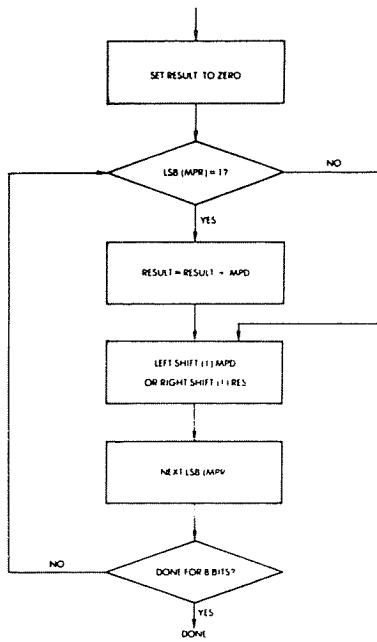 SET RESULT TO ZERO
LSB (MPR) = 1?
NO
YES
RESULT = RESULT + MPD
LEFT SHIFT (1) MPD
OR RIGHT SHIFT (1) RES
NEXT LSB (MPR
NO
DONE FOR 8 BITS?
YES
DONE